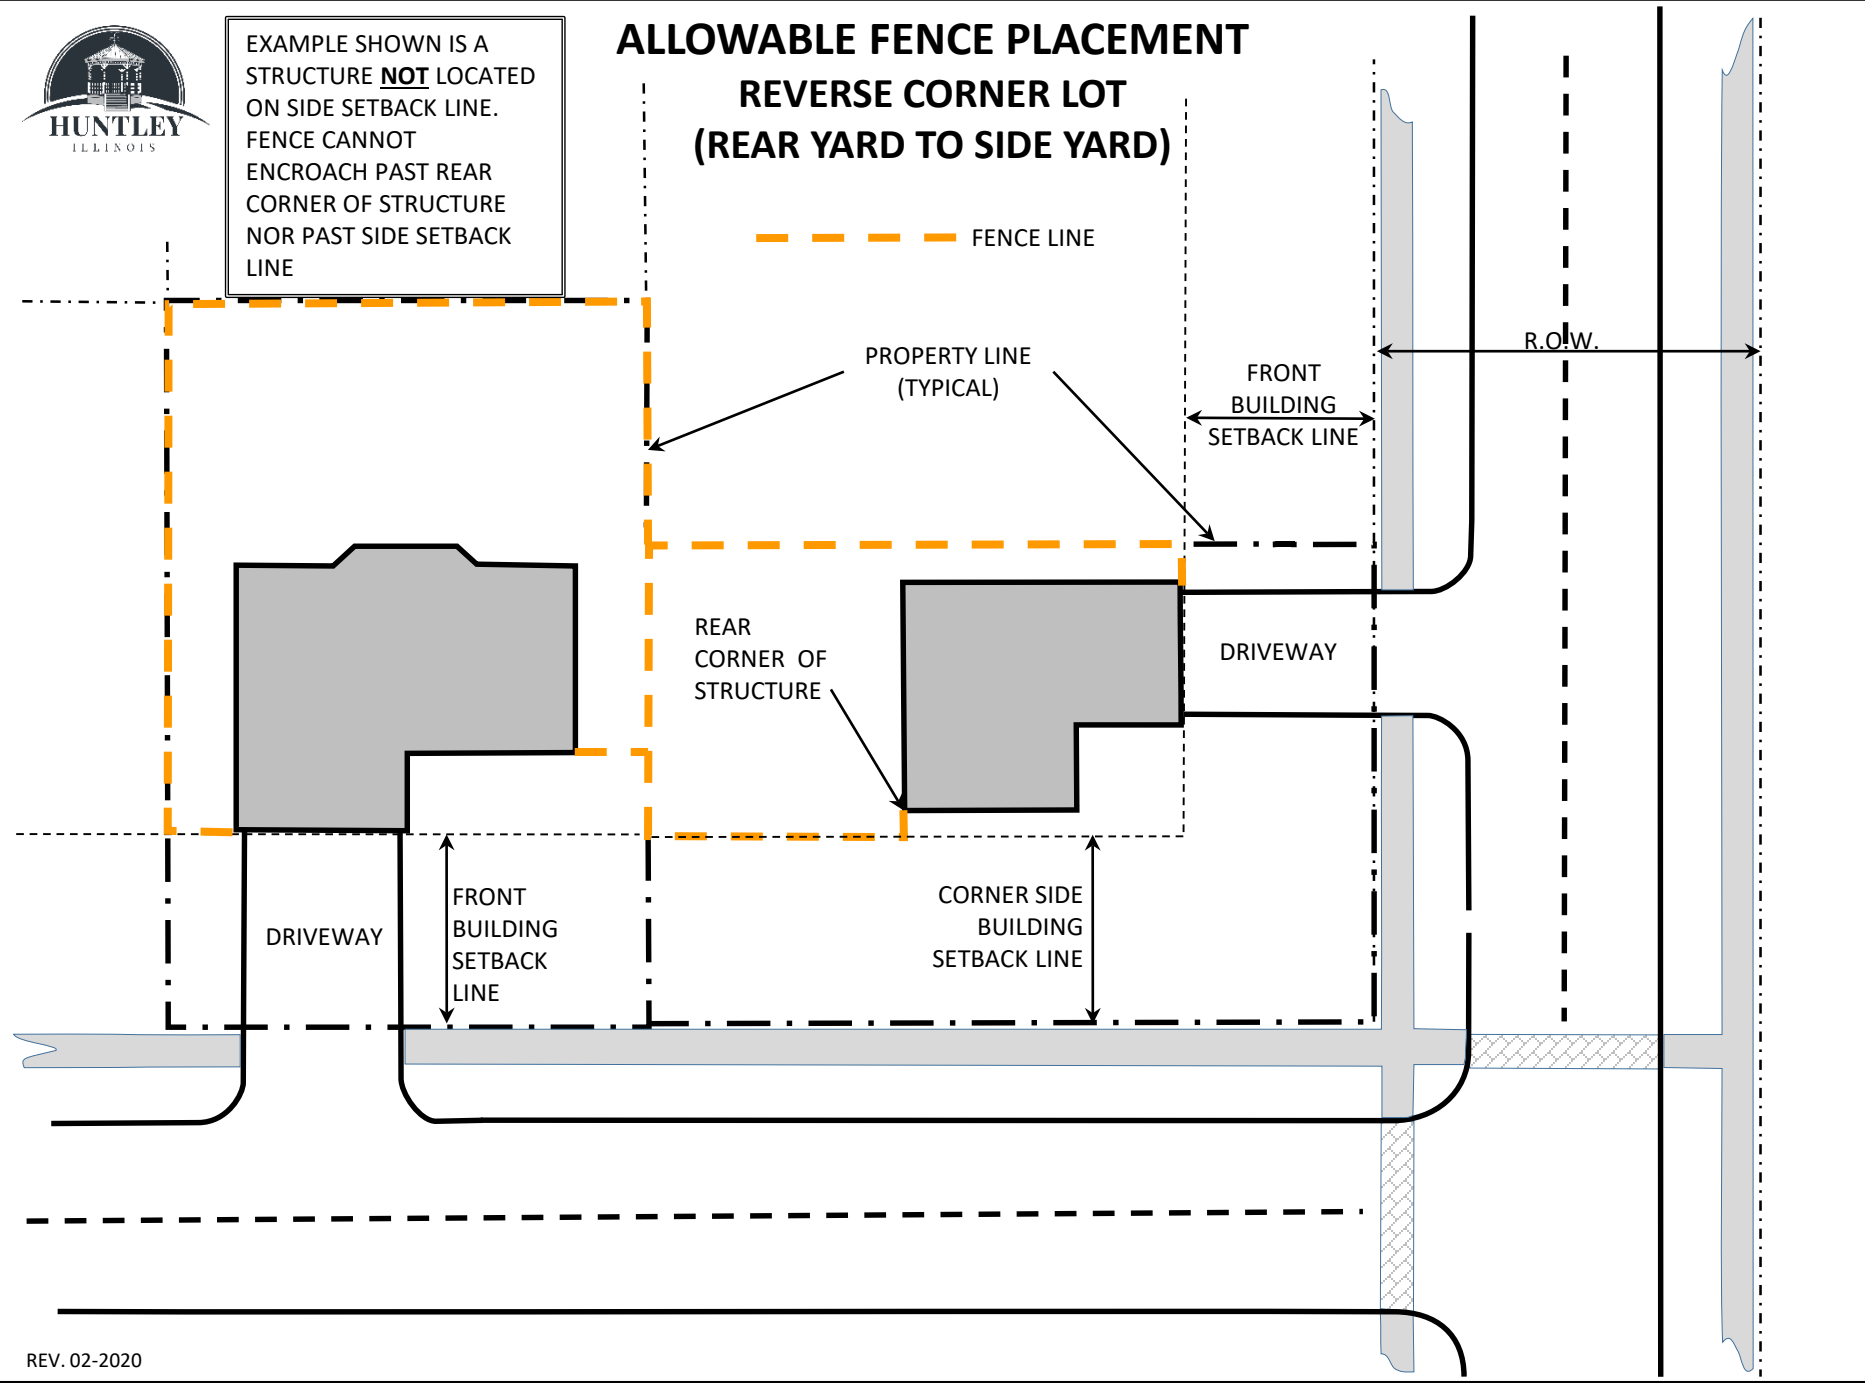 HUNTLEY
ILLINOIS
EXAMPLE SHOWN IS A
STRUCTURE NOT LOCATED
ON SIDE SETBACK LINE.
FENCE CANNOT
ENCROACH PAST REAR
CORNER OF STRUCTURE
NOR PAST SIDE SETBACK
LINE
ALLOWABLE FENCE PLACEMENT
REVERSE CORNER LOT
(REAR YARD TO SIDE YARD)
FENCE LINE
PROPERTY LINE
(TYPICAL)
FRONT
BUILDING
SETBACK LINE
R.O.W.
REAR
CORNER OF
STRUCTURE
DRIVEWAY
DRIVEWAY
FRONT
BUILDING
SETBACK
LINE
CORNER SIDE
BUILDING
SETBACK LINE
REV. 02-2020